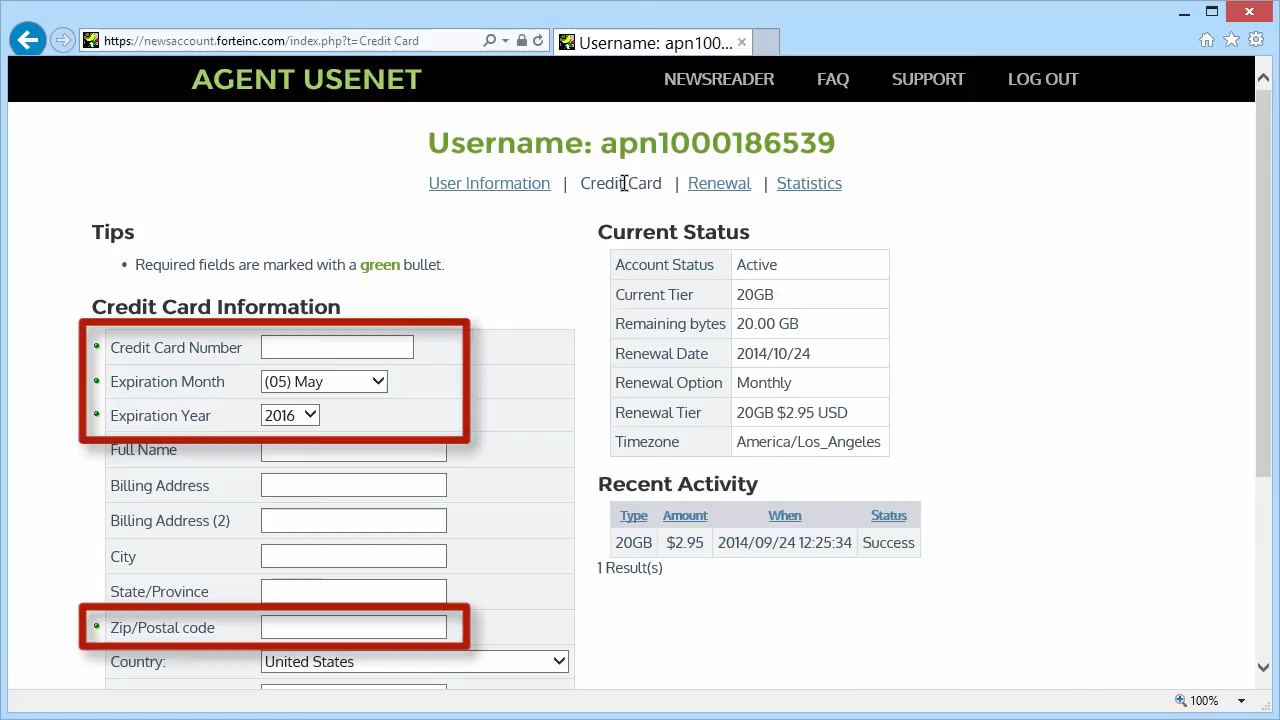 https://newsaccount.forteinc.com/index.php?t=Credit Card
Username: apn100...
AGENT USENET
NEWSREADER
FAQ
SUPPORT
LOG OUT
Username: apn1000186539
User Information | Credit Card | Renewal | Statistics
Tips
• Required fields are marked with a green bullet.
Credit Card Information
Credit Card Number
Expiration Month (05) May
Expiration Year 2016
Full Name
Billing Address
Billing Address (2)
City
State/Province
Zip/Postal code
Country: United States
Current Status
Account Status Active
Current Tier 20GB
Remaining bytes 20.00 GB
Renewal Date 2014/10/24
Renewal Option Monthly
Renewal Tier 20GB $2.95 USD
Timezone America/Los_Angeles
Recent Activity
Type Amount When Status
20GB $2.95 2014/09/24 12:25:34 Success
1 Result(s)
100%